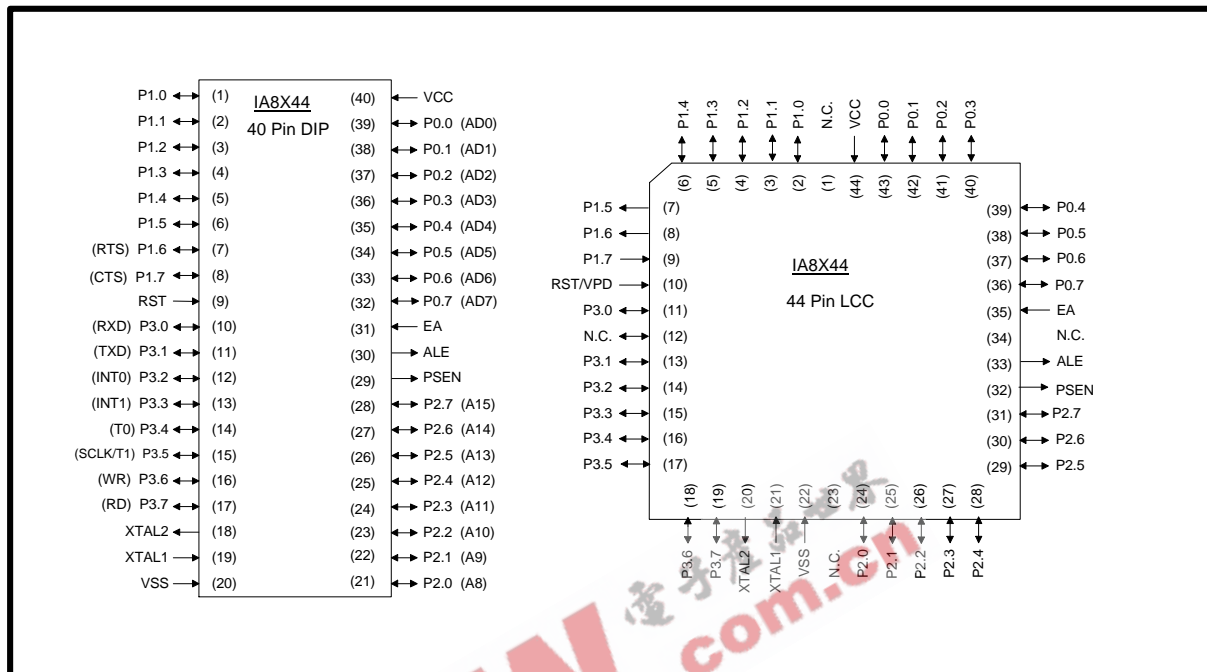 IA8X44
40 Pin DIP
P1.0 (1)
P1.1 (2)
P1.2 (3)
P1.3 (4)
P1.4 (5)
P1.5 (6)
(RTS) P1.6 (7)
(CTS) P1.7 (8)
RST (9)
(RXD) P3.0 (10)
(TXD) P3.1 (11)
(INT0) P3.2 (12)
(INT1) P3.3 (13)
(T0) P3.4 (14)
(SCLK/T1) P3.5 (15)
(WR) P3.6 (16)
(RD) P3.7 (17)
XTAL2 (18)
XTAL1 (19)
VSS (20)
(40) VCC
(39) P0.0 (AD0)
(38) P0.1 (AD1)
(37) P0.2 (AD2)
(36) P0.3 (AD3)
(35) P0.4 (AD4)
(34) P0.5 (AD5)
(33) P0.6 (AD6)
(32) P0.7 (AD7)
(31) EA
(30) ALE
(29) PSEN
(28) P2.7 (A15)
(27) P2.6 (A14)
(26) P2.5 (A13)
(25) P2.4 (A12)
(24) P2.3 (A11)
(23) P2.2 (A10)
(22) P2.1 (A9)
(21) P2.0 (A8)
P1.4 P1.3 P1.2 P1.1 P1.0 N.C. VCC P0.0 P0.1 P0.2 P0.3
(6) (5) (4) (3) (2) (1) (44) (43) (42) (41) (40)
IA8X44
44 Pin LCC
P1.5 (7)
P1.6 (8)
P1.7 (9)
RST/VPD (10)
P3.0 (11)
N.C. (12)
P3.1 (13)
P3.2 (14)
P3.3 (15)
P3.4 (16)
P3.5 (17)
(39) P0.4
(38) P0.5
(37) P0.6
(36) P0.7
(35) EA
(34) N.C.
(33) ALE
(32) PSEN
(31) P2.7
(30) P2.6
(29) P2.5
(18) (19) (20) (21) (22) (23) (24) (25) (26) (27) (28)
P3.6 P3.7 XTAL2 XTAL1 VSS N.C. P2.0 P2.1 P2.2 P2.3 P2.4
電子産品世界
com.cn